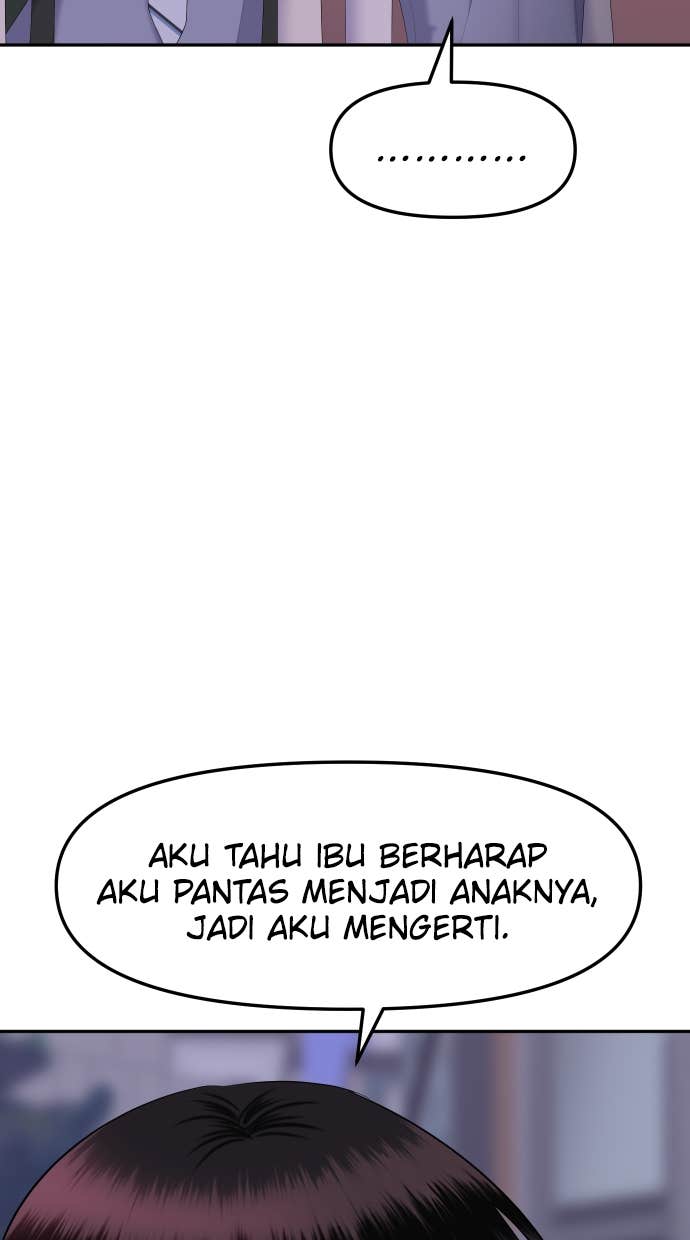 ............
AKU TAHU IBU BERHARAP
AKU PANTAS MENJADI ANAKNYA,
JADI AKU MENGERTI.